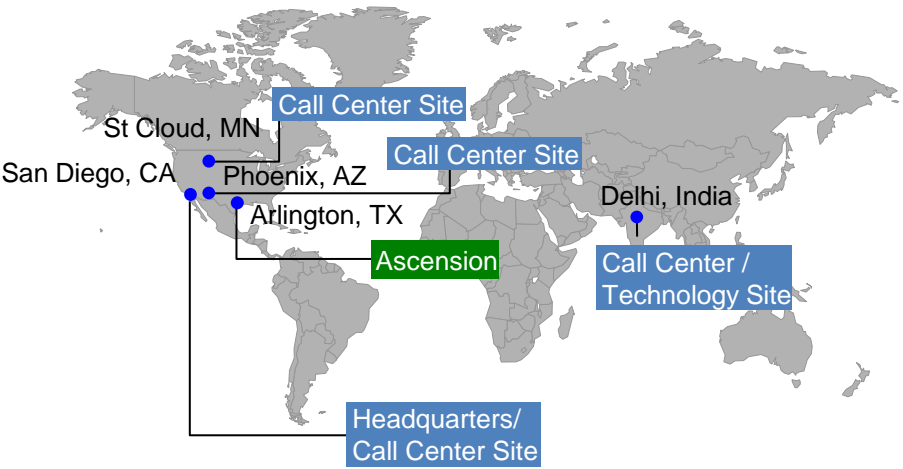 Call Center Site
St Cloud, MN
Call Center Site
San Diego, CA
Phoenix, AZ
Delhi, India
Arlington, TX
Ascension
Call Center /
Technology Site
Headquarters/
Call Center Site